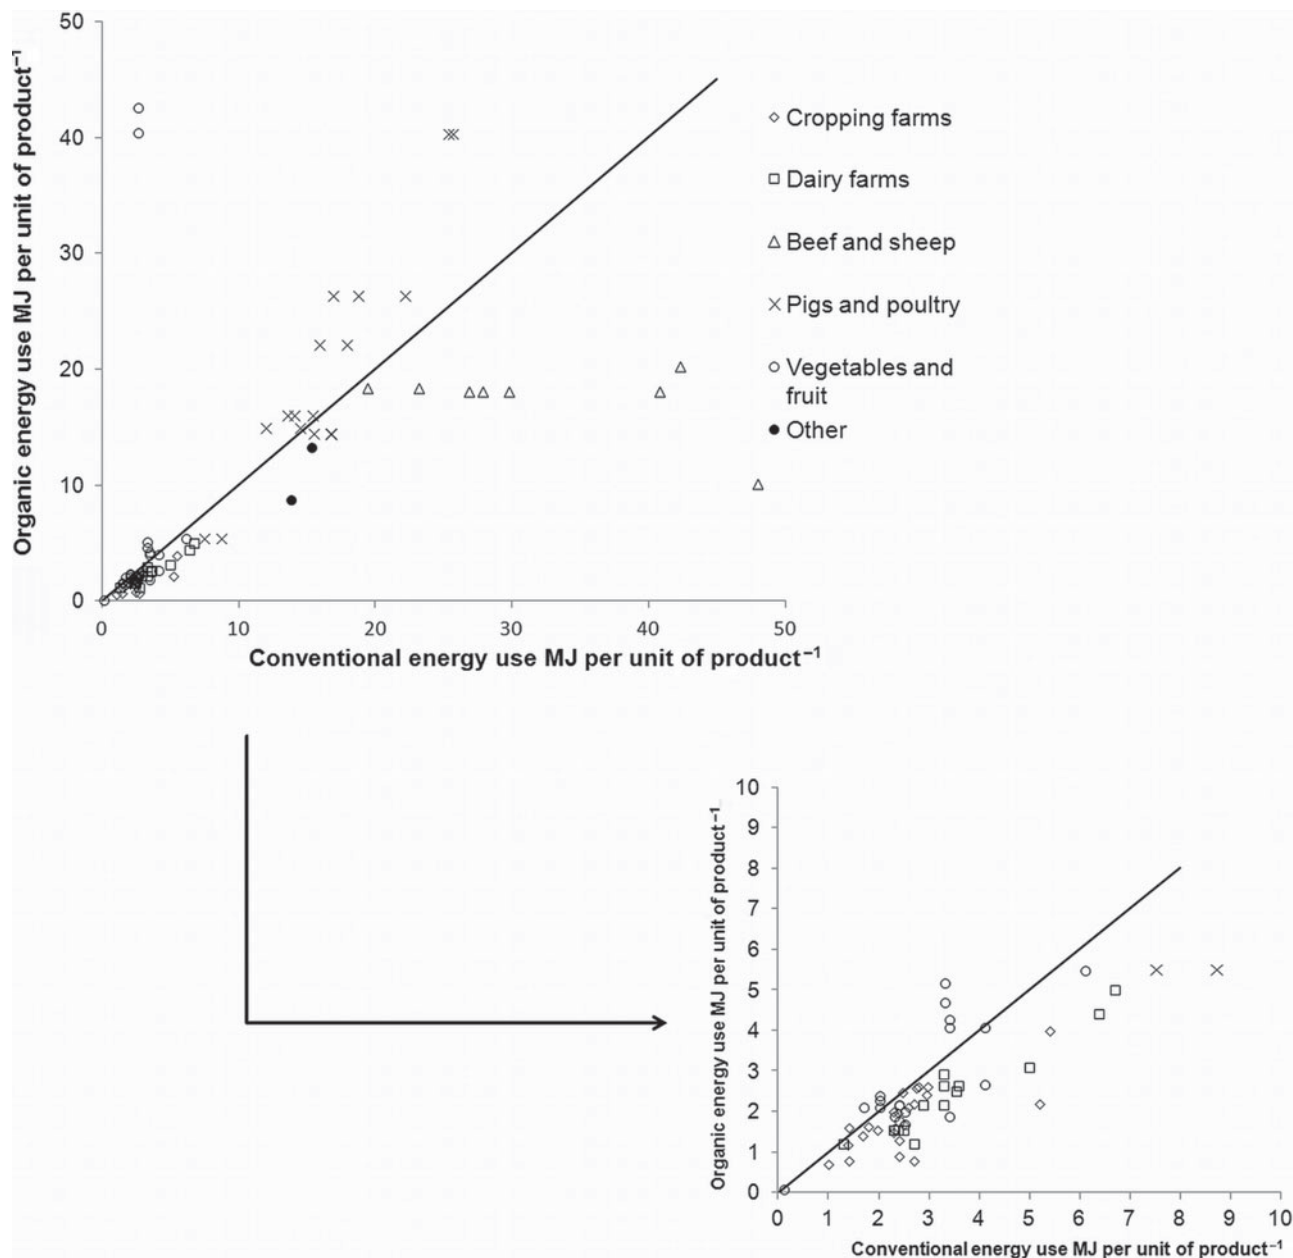 Organic energy use MJ per unit of product⁻¹
50
40
30
20
10
0
0 10 20 30 40 50
Conventional energy use MJ per unit of product⁻¹
Cropping farms
Dairy farms
Beef and sheep
Pigs and poultry
Vegetables and
fruit
Other
Organic energy use MJ per unit of product⁻¹
10
9
8
7
6
5
4
3
2
1
0
0 1 2 3 4 5 6 7 8 9 10
Conventional energy use MJ per unit of product⁻¹